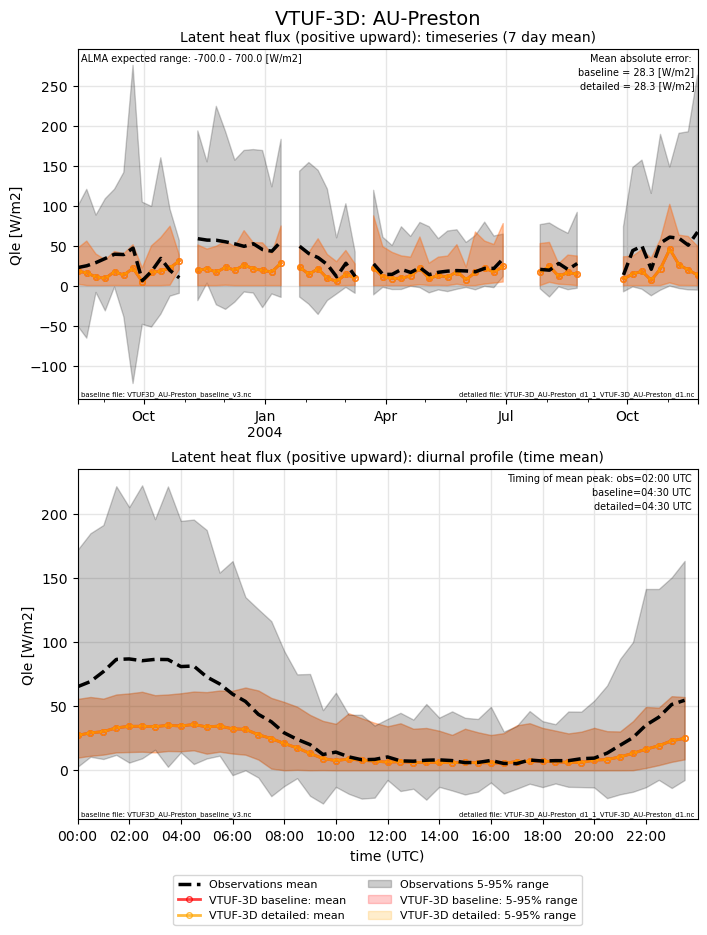 VTUF-3D: AU-Preston
Latent heat flux (positive upward): timeseries (7 day mean)
ALMA expected range: -700.0 - 700.0 [W/m2]
Mean absolute error:
baseline = 28.3 [W/m2]
detailed = 28.3 [W/m2]
250
200
150
100
50
0
−50
−100
Qle [W/m2]
baseline file: VTUF3D_AU-Preston_baseline_v3.nc
detailed file: VTUF-3D_AU-Preston_d1_1_VTUF-3D_AU-Preston_d1.nc
Oct
Jan
2004
Apr
Jul
Oct
Latent heat flux (positive upward): diurnal profile (time mean)
Timing of mean peak: obs=02:00 UTC
baseline=04:30 UTC
detailed=04:30 UTC
200
150
100
50
0
Qle [W/m2]
baseline file: VTUF3D_AU-Preston_baseline_v3.nc
detailed file: VTUF-3D_AU-Preston_d1_1_VTUF-3D_AU-Preston_d1.nc
00:00 02:00 04:00 06:00 08:00 10:00 12:00 14:00 16:00 18:00 20:00 22:00
time (UTC)
Observations mean
VTUF-3D baseline: mean
VTUF-3D detailed: mean
Observations 5-95% range
VTUF-3D baseline: 5-95% range
VTUF-3D detailed: 5-95% range